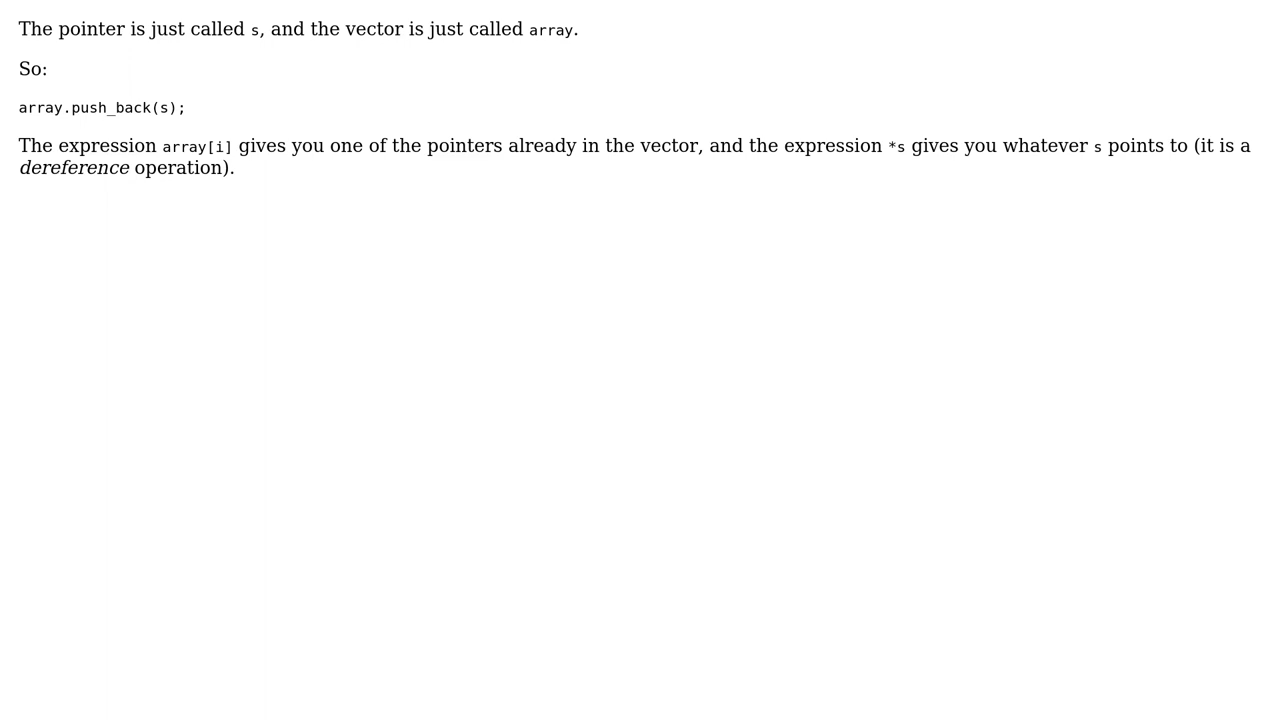 The pointer is just called s, and the vector is just called array.
So:
array.push_back(s);
The expression array[i] gives you one of the pointers already in the vector, and the expression *s gives you whatever s points to (it is a
dereference operation).